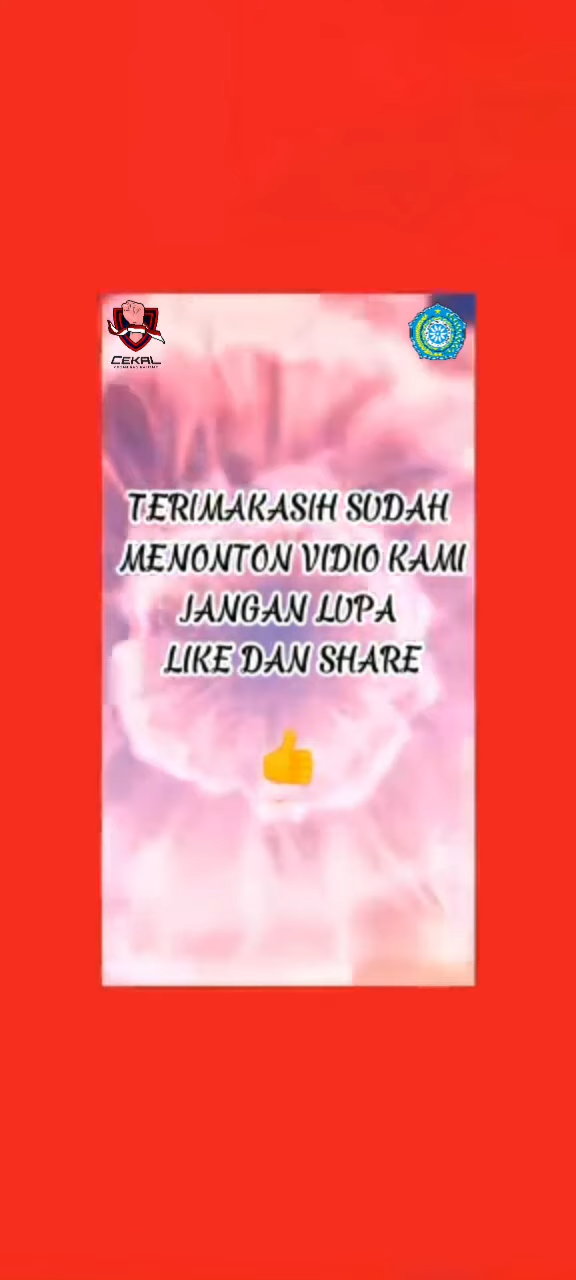 CEKAL
TERIMAKASIH SUDAH
MENONTON VIDIO KAMI
JANGAN LUPA
LIKE DAN SHARE